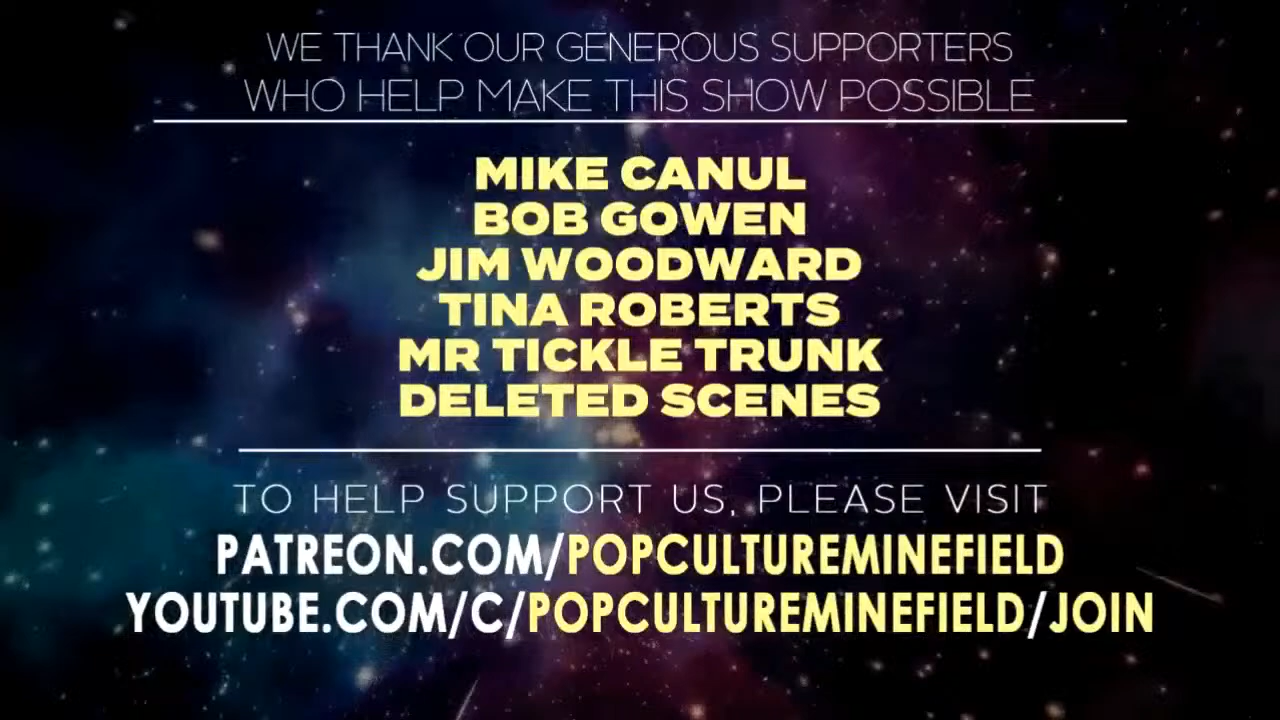 WE THANK OUR GENEROUS SUPPORTERS
WHO HELP MAKE THIS SHOW POSSIBLE
MIKE CANUL
BOB GOWEN
JIM WOODWARD
TINA ROBERTS
MR TICKLE TRUNK
DELETED SCENES
TO HELP SUPPORT US, PLEASE VISIT
PATREON.COM/POPCULTUREMINEFIELD
YOUTUBE.COM/C/POPCULTUREMINEFIELD/JOIN